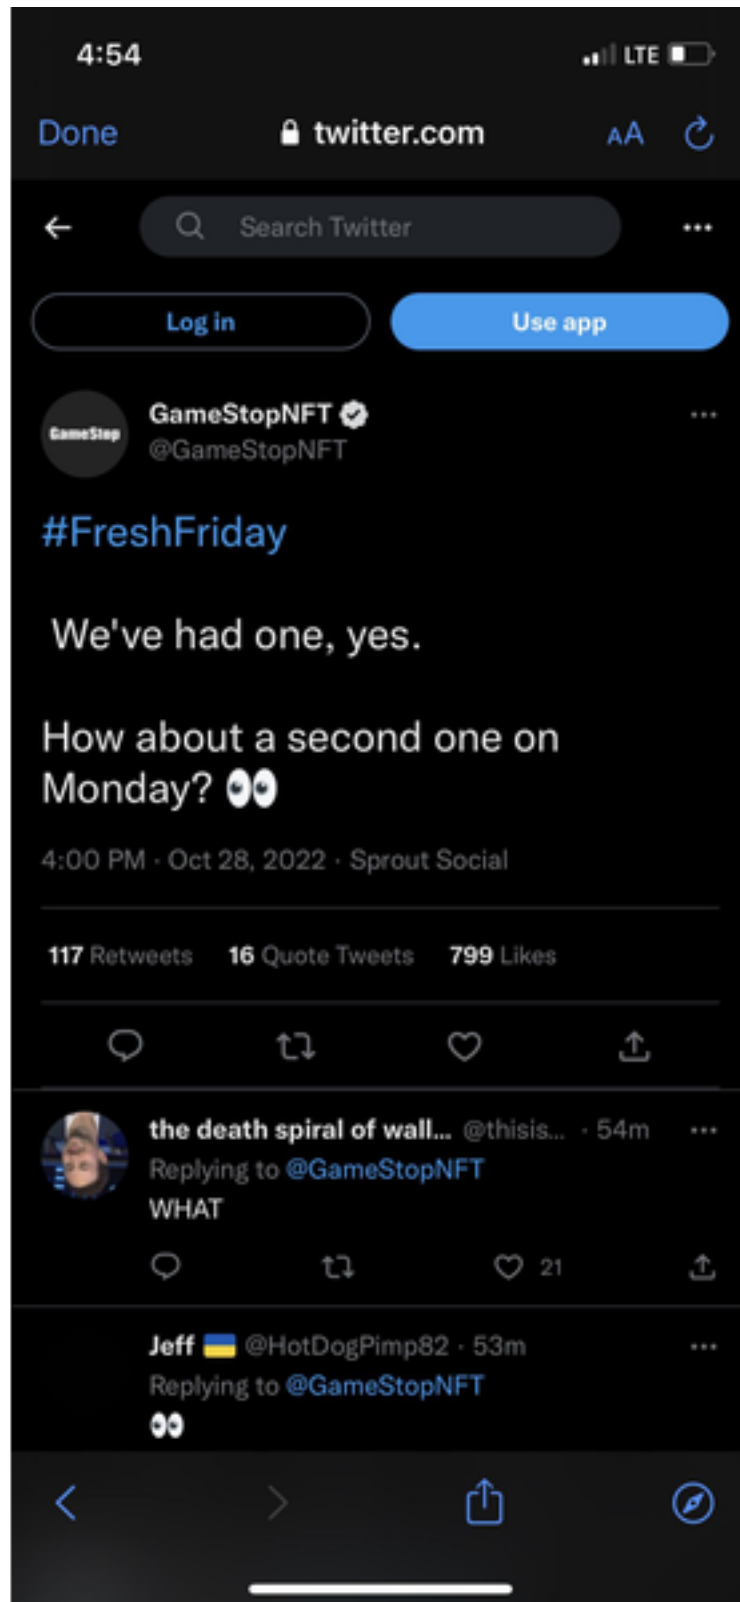 4:54 LTE
Done twitter.com AA
Search Twitter
Log in Use app
GameStop
GameStopNFT
@GameStopNFT
#FreshFriday
We've had one, yes.
How about a second one on
Monday? 👀
4:00 PM · Oct 28, 2022 · Sprout Social
117 Retweets 16 Quote Tweets 799 Likes
the death spiral of wall... @thisis... · 54m
Replying to @GameStopNFT
WHAT
21
Jeff 🇺🇦 @HotDogPimp82 · 53m
Replying to @GameStopNFT
👀